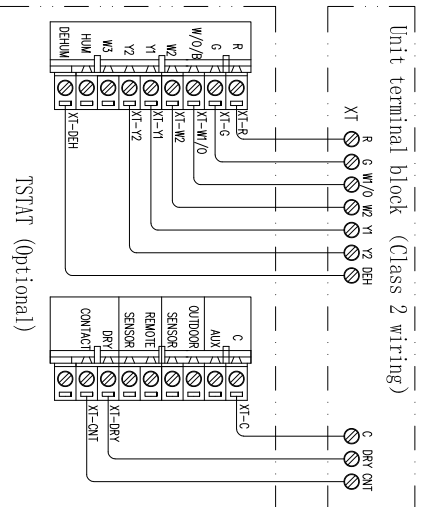 Unit terminal block (Class 2 wiring)
XT
R
G
W1/O
W2
Y1
Y2
DEH
C
DRY
CNT
XT-R
XT-G
XT-W1/O
XT-W2
XT-Y1
XT-Y2
XT-DEH
XT-C
XT-DRY
XT-CNT
R
G
W/O/B
W2
Y1
Y2
W3
HUM
DEHUM
C
AUX
OUTDOOR
SENSOR
REMOTE
SENSOR
DRY
CONTACT
TSTAT (Optional)